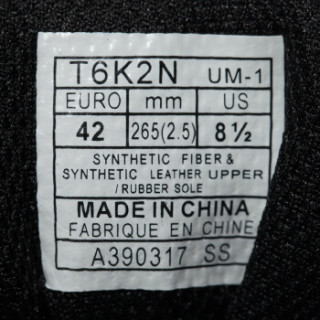 T6K2N UM-1
EURO mm US
42 265(2.5) 8½
SYNTHETIC FIBER &
SYNTHETIC LEATHER UPPER
/RUBBER SOLE
MADE IN CHINA
FABRIQUE EN CHINE
A390317 SS